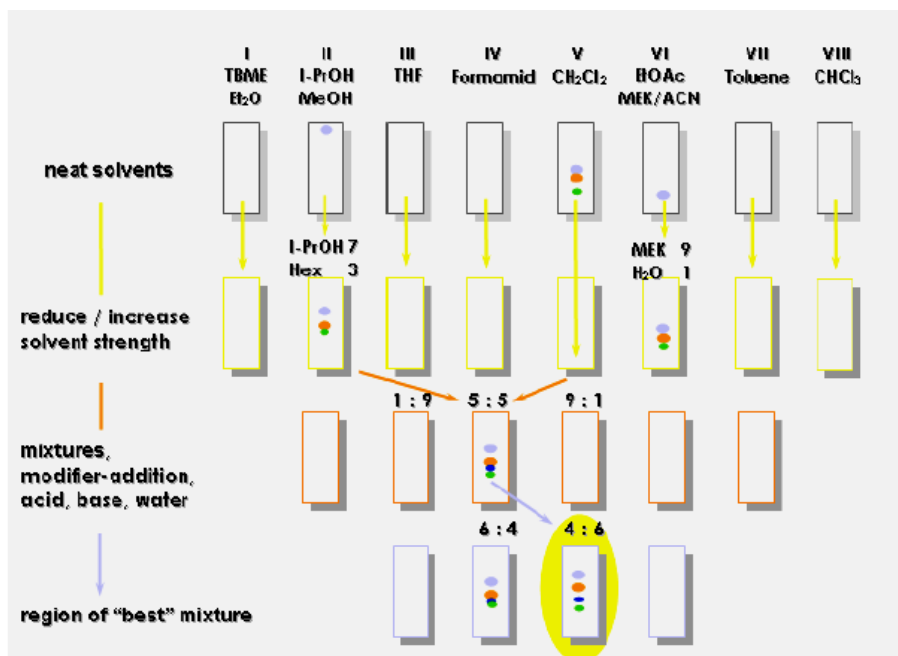 I II III IV V VI VII VIII
TBME I-PrOH THF Formamid CH₂Cl₂ EtOAc Toluene CHCl₃
Et₂O MeOH MEK/ACN
neat solvents
I-PrOH 7 MEK 9
Hex 3 H₂O 1
reduce / increase
solvent strength
1 : 9 5 : 5 9 : 1
mixtures,
modifier-addition,
acid, base, water
6 : 4 4 : 6
region of “best” mixture